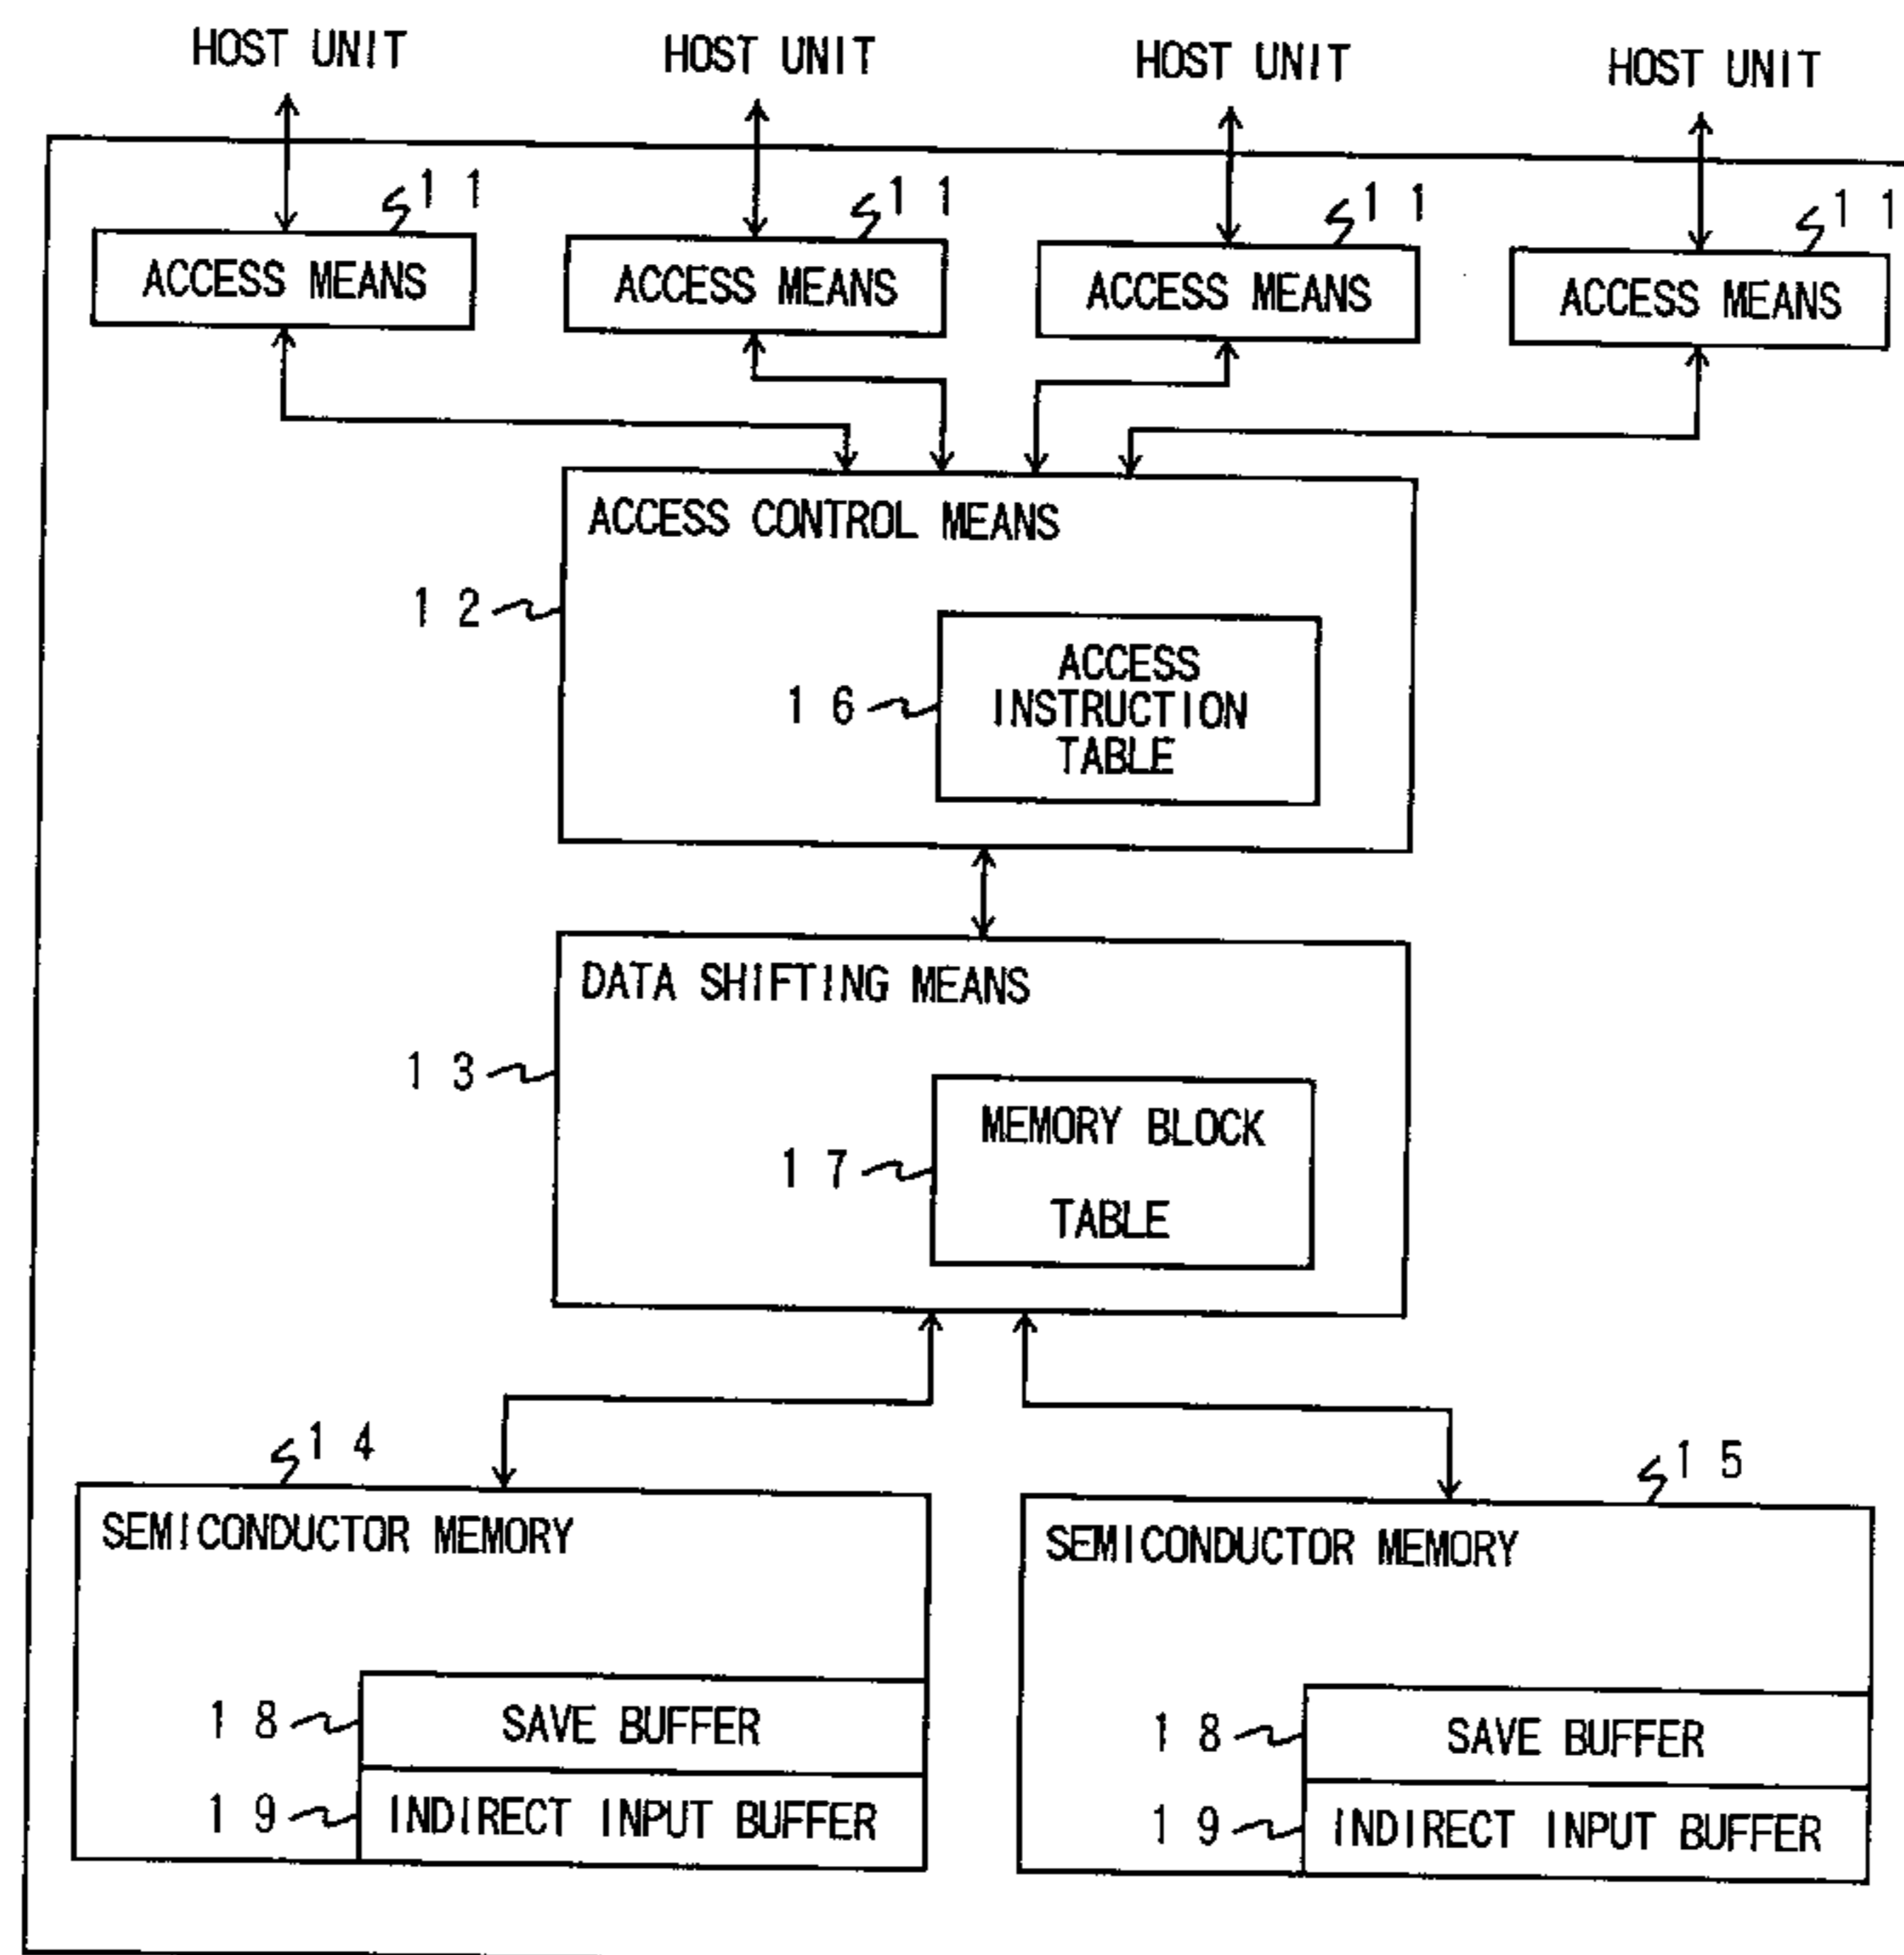 HOST UNIT
HOST UNIT
HOST UNIT
HOST UNIT
11
11
11
11
ACCESS MEANS
ACCESS MEANS
ACCESS MEANS
ACCESS MEANS
ACCESS CONTROL MEANS
12
ACCESS
INSTRUCTION
TABLE
16
DATA SHIFTING MEANS
13
MEMORY BLOCK
TABLE
17
14
15
SEMICONDUCTOR MEMORY
18
SAVE BUFFER
19
INDIRECT INPUT BUFFER
SEMICONDUCTOR MEMORY
18
SAVE BUFFER
19
INDIRECT INPUT BUFFER